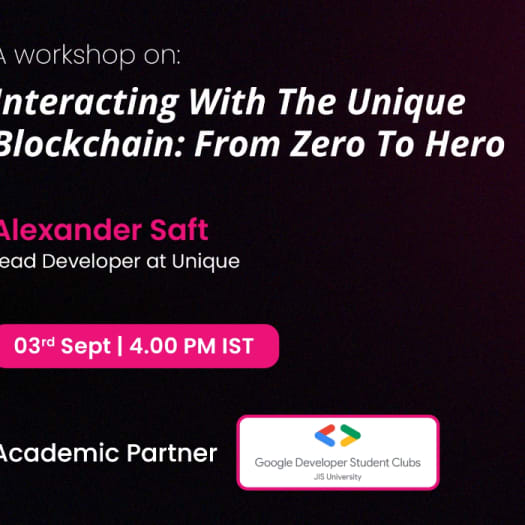 A workshop on:
Interacting With The Unique
Blockchain: From Zero To Hero
Alexander Saft
ead Developer at Unique
03rd Sept | 4.00 PM IST
Academic Partner
Google Developer Student Clubs
JIS University